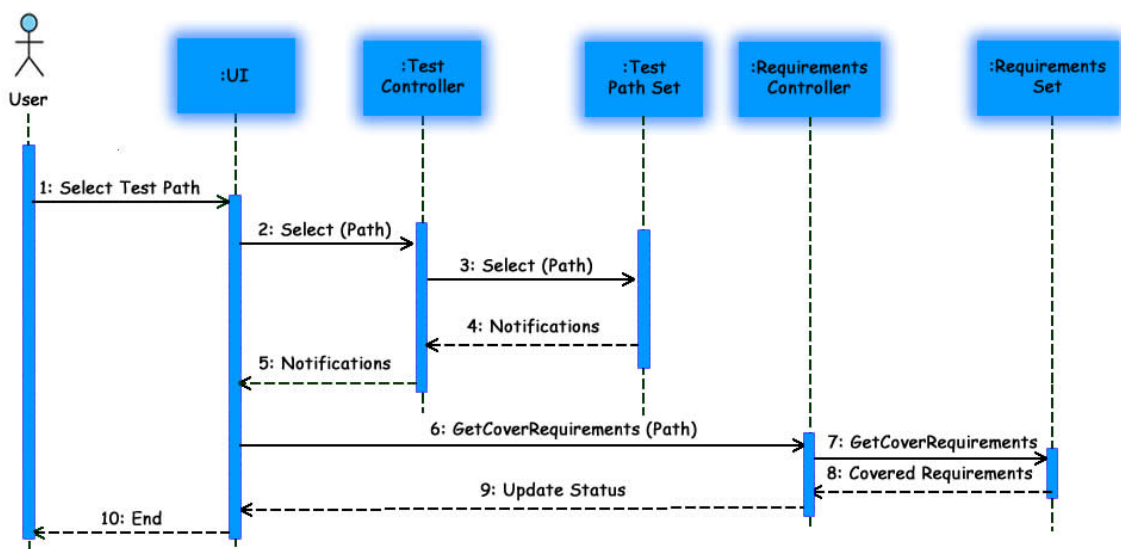 User
:UI
:Test
Controller
:Test
Path Set
:Requirements
Controller
:Requirements
Set
1: Select Test Path
2: Select (Path)
3: Select (Path)
4: Notifications
5: Notifications
6: GetCoverRequirements (Path)
7: GetCoverRequirements
8: Covered Requirements
9: Update Status
10: End